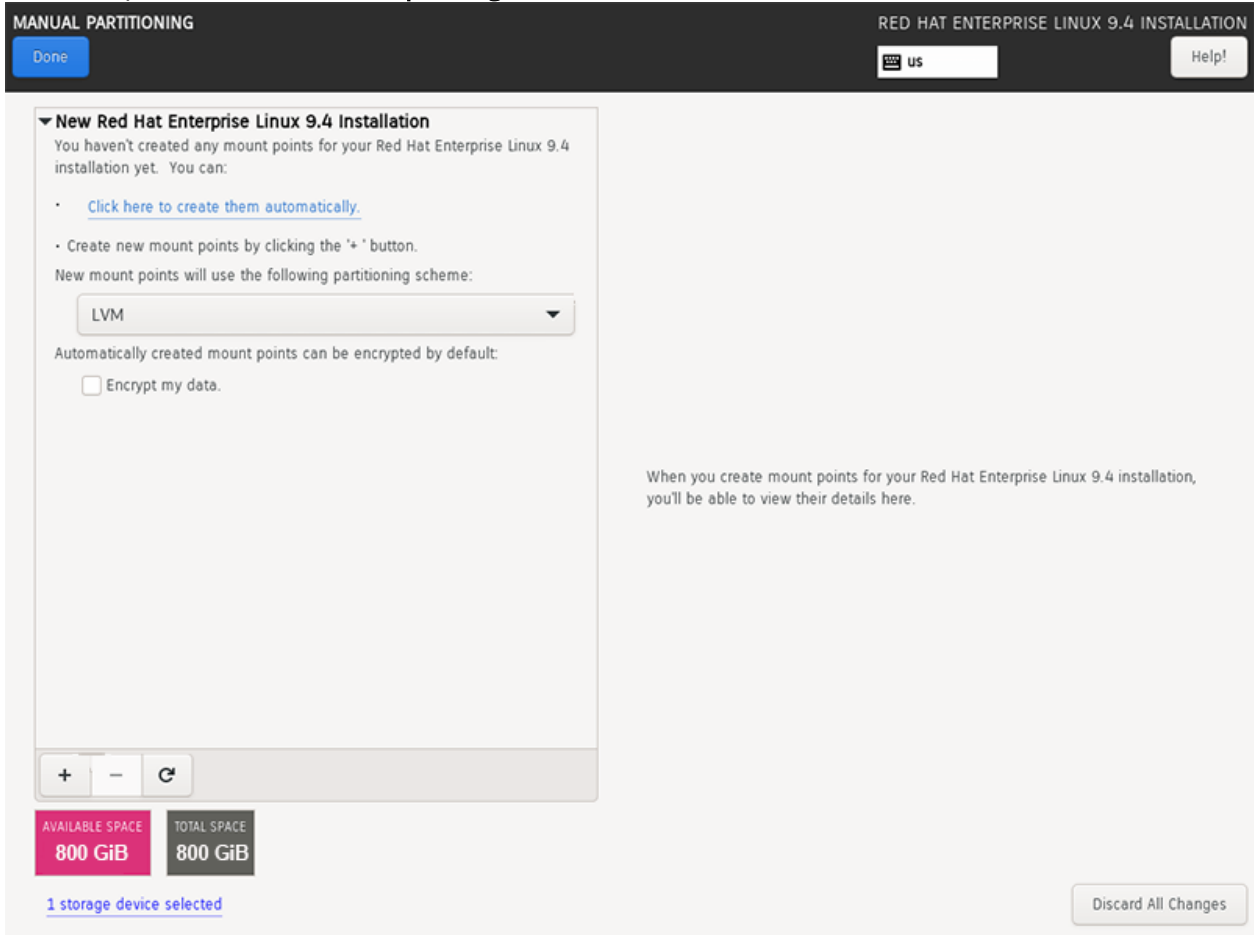 MANUAL PARTITIONING
RED HAT ENTERPRISE LINUX 9.4 INSTALLATION
Done
us
Help!
New Red Hat Enterprise Linux 9.4 Installation
You haven't created any mount points for your Red Hat Enterprise Linux 9.4
installation yet. You can:
· Click here to create them automatically.
· Create new mount points by clicking the '+ ' button.
New mount points will use the following partitioning scheme:
LVM
Automatically created mount points can be encrypted by default:
Encrypt my data.
When you create mount points for your Red Hat Enterprise Linux 9.4 installation,
you'll be able to view their details here.
+ −
AVAILABLE SPACE
800 GiB
TOTAL SPACE
800 GiB
1 storage device selected
Discard All Changes